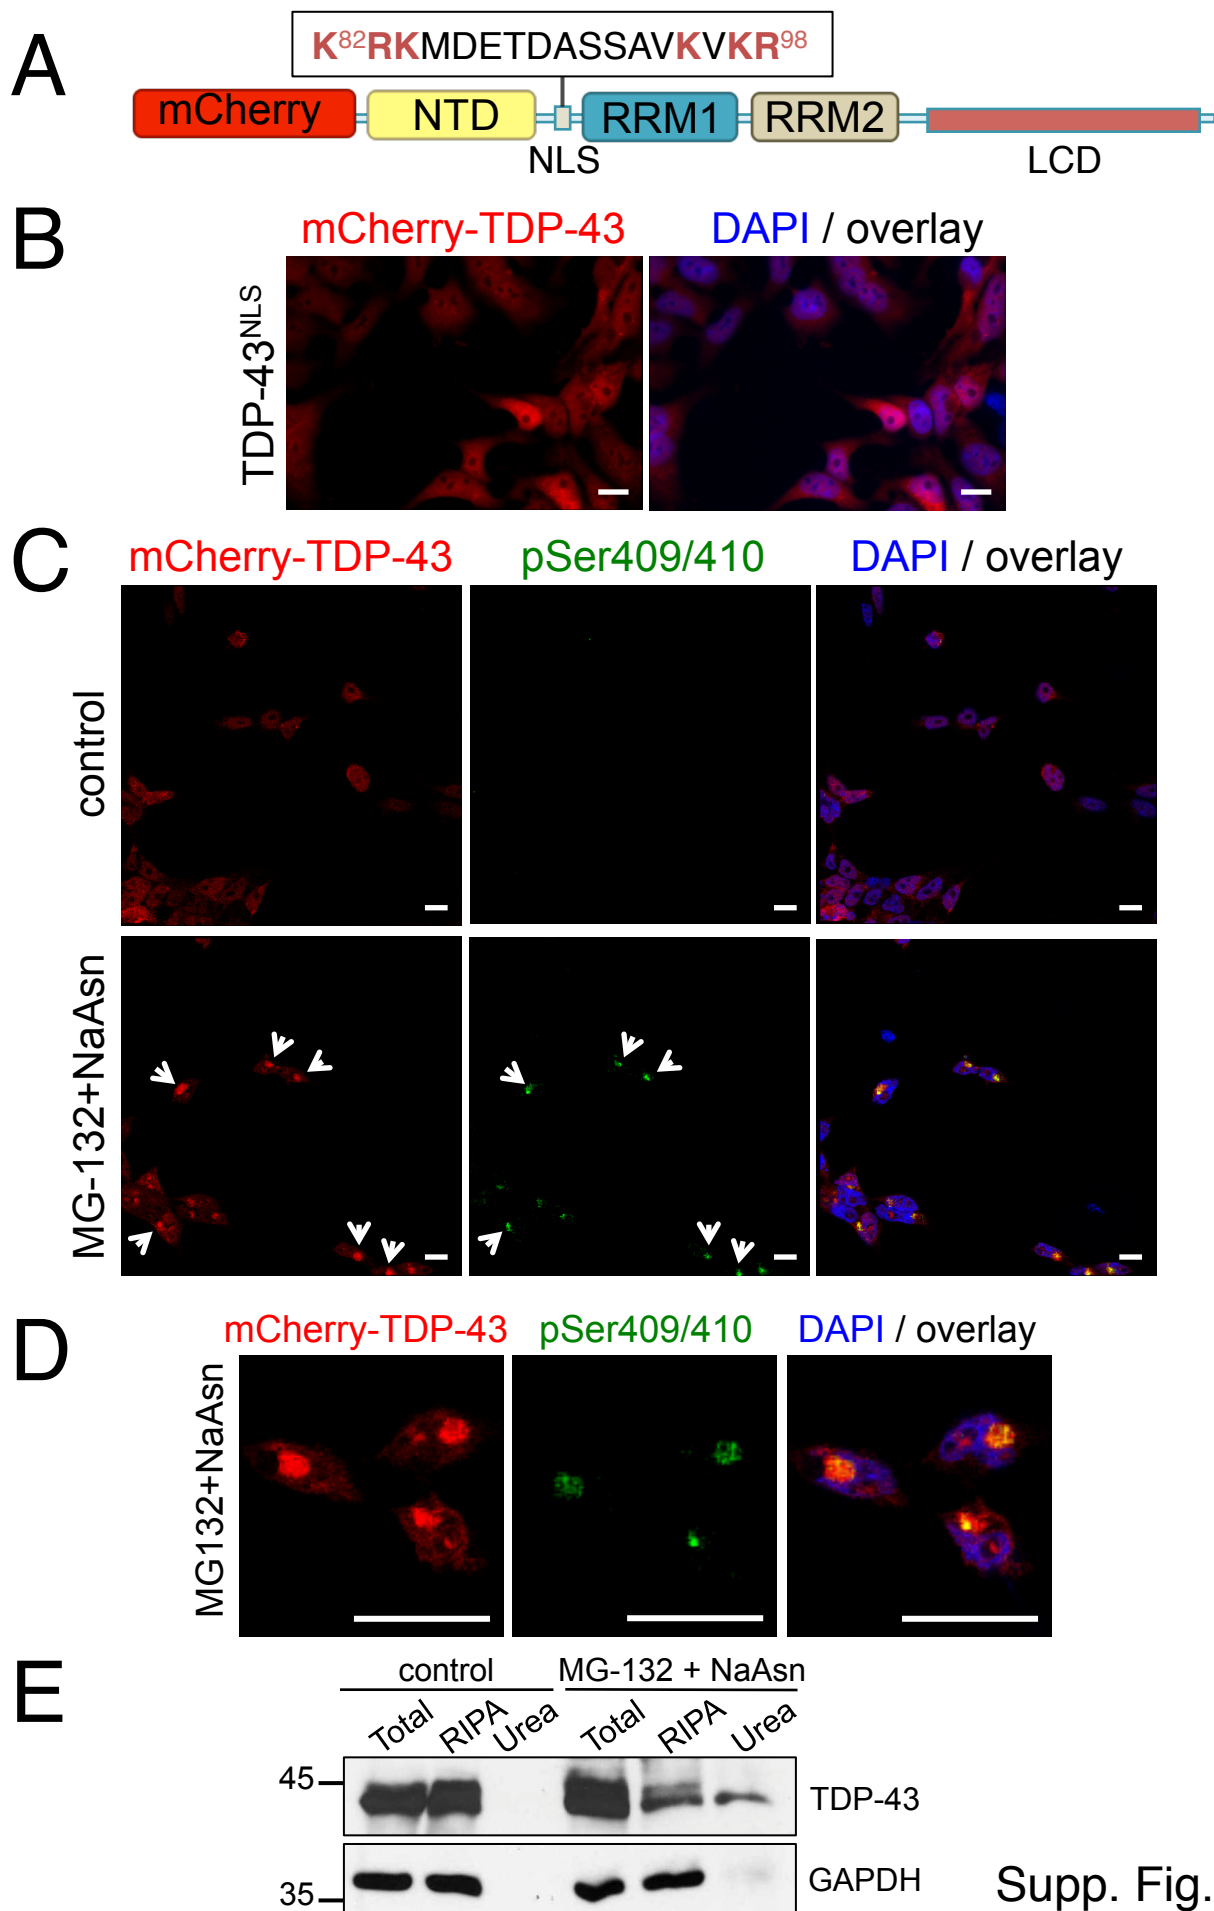 A
K82RKMDETDASSAVKVKR98
mCherry
NTD
RRM1
RRM2
NLS
LCD
B
mCherry-TDP-43
DAPI / overlay
TDP-43NLS
C
mCherry-TDP-43
pSer409/410
DAPI / overlay
control
MG-132+NaAsn
D
mCherry-TDP-43
pSer409/410
DAPI / overlay
MG132+NaAsn
E
control
MG-132 + NaAsn
Total
RIPA
Urea
Total
RIPA
Urea
45
TDP-43
35
GAPDH
Supp. Fig.